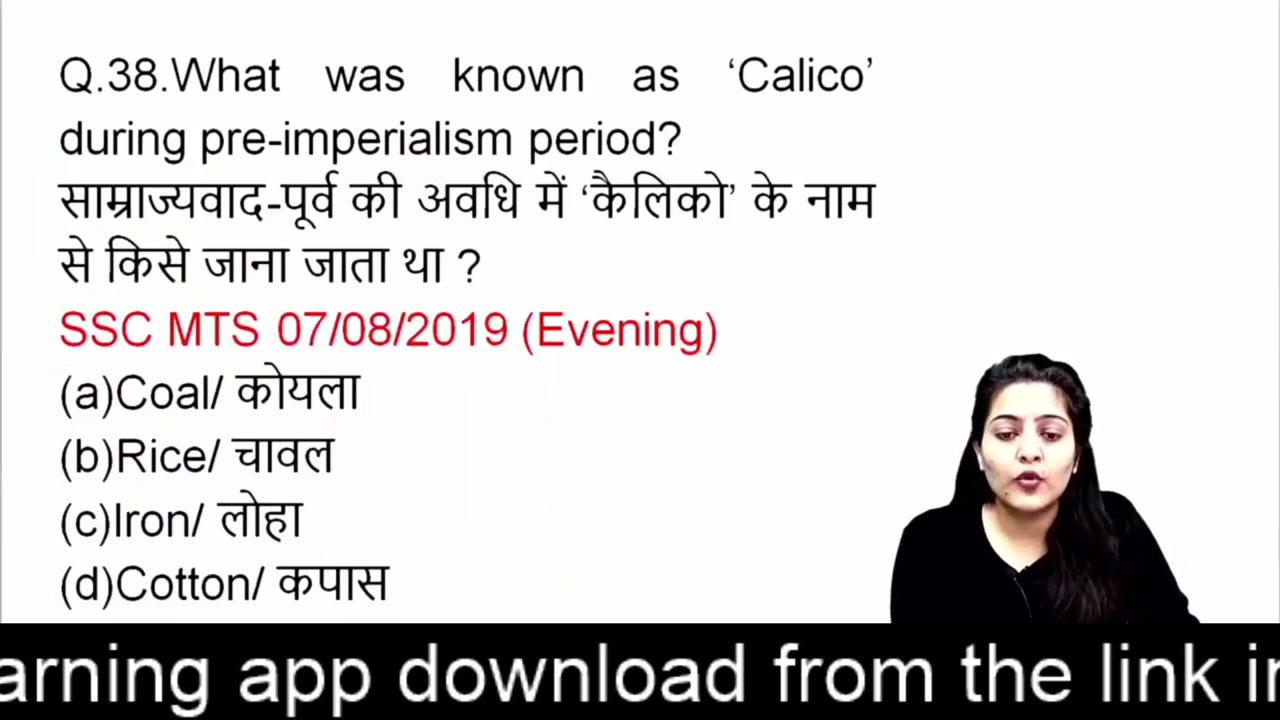 Q.38.What was known as ‘Calico’
during pre-imperialism period?
साम्राज्यवाद-पूर्व की अवधि में ‘कैलिको’ के नाम
से किसे जाना जाता था ?
SSC MTS 07/08/2019 (Evening)
(a)Coal/ कोयला
(b)Rice/ चावल
(c)Iron/ लोहा
(d)Cotton/ कपास
arning app download from the link in